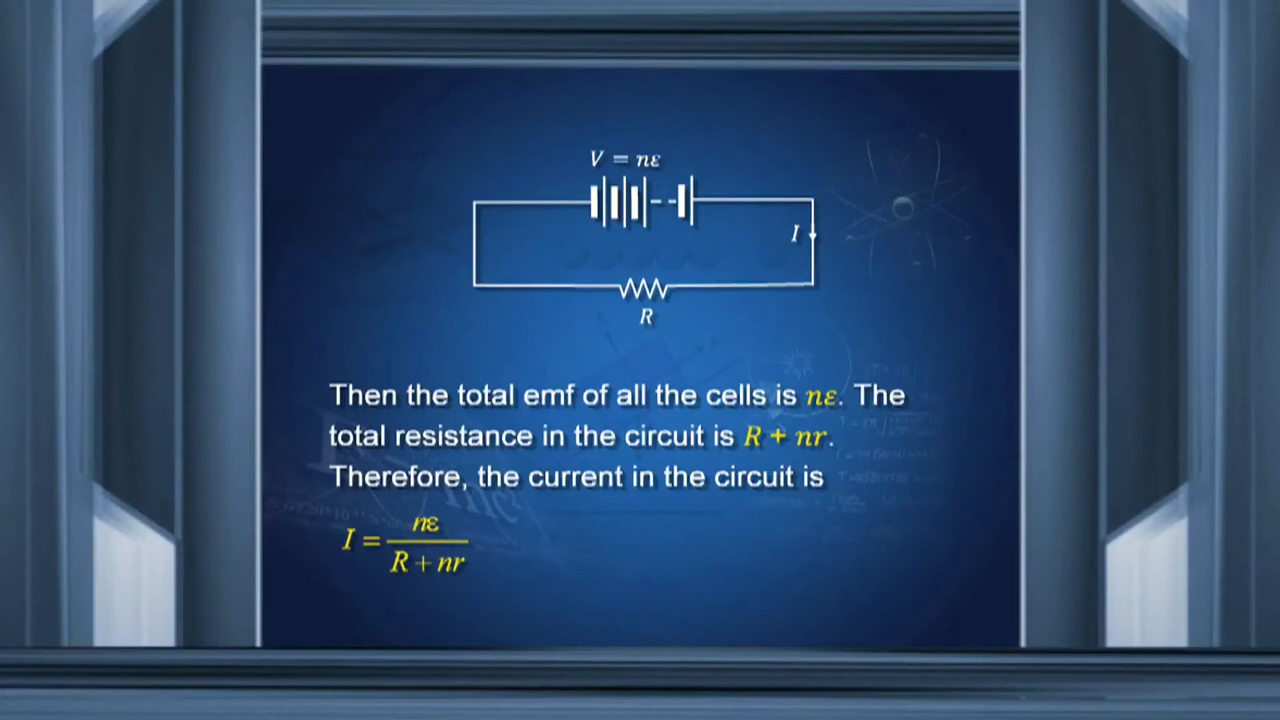 V = nε
I
R
Then the total emf of all the cells is nε. The
total resistance in the circuit is R + nr.
Therefore, the current in the circuit is
I = nε / R + nr